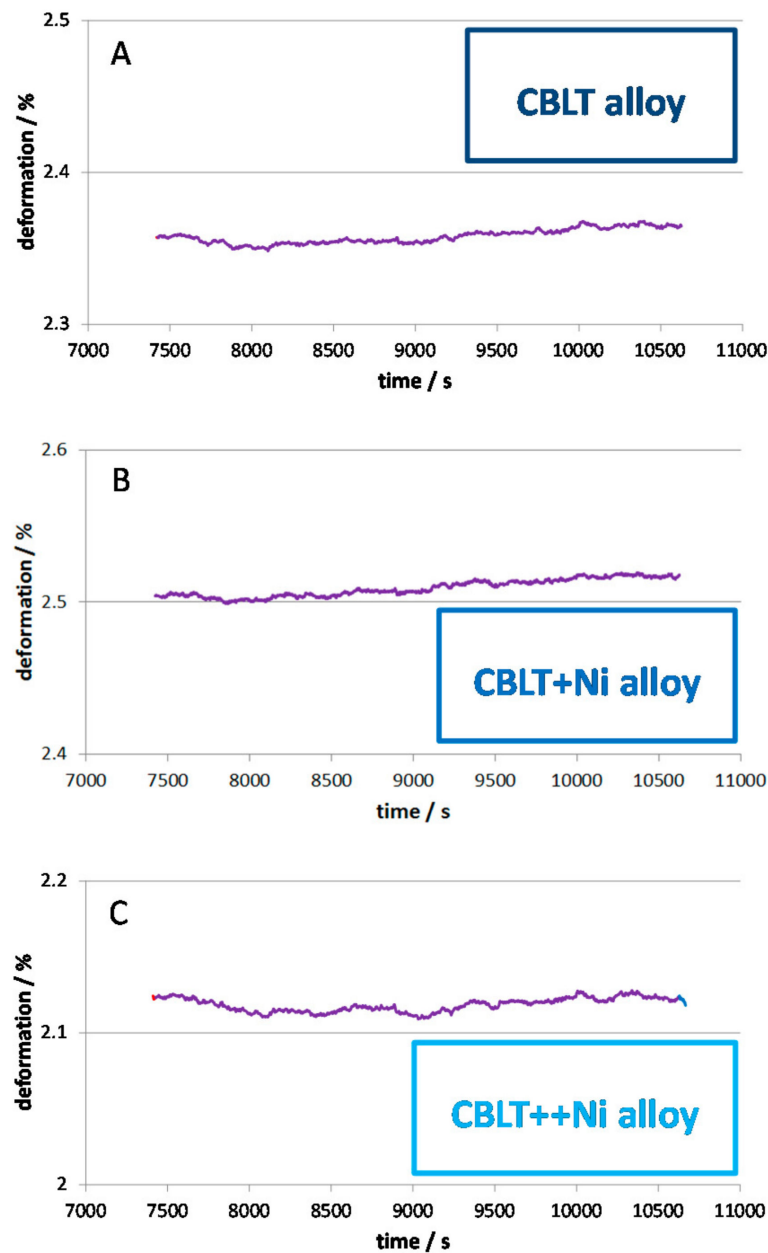 2.5
A
CBLT alloy
2.4
deformation / %
2.3
7000 7500 8000 8500 9000 9500 10000 10500 11000
time / s
2.6
B
deformation / %
2.5
CBLT+Ni alloy
2.4
7000 7500 8000 8500 9000 9500 10000 10500 11000
time / s
2.2
C
deformation / %
2.1
CBLT++Ni alloy
2
7000 7500 8000 8500 9000 9500 10000 10500 11000
time / s